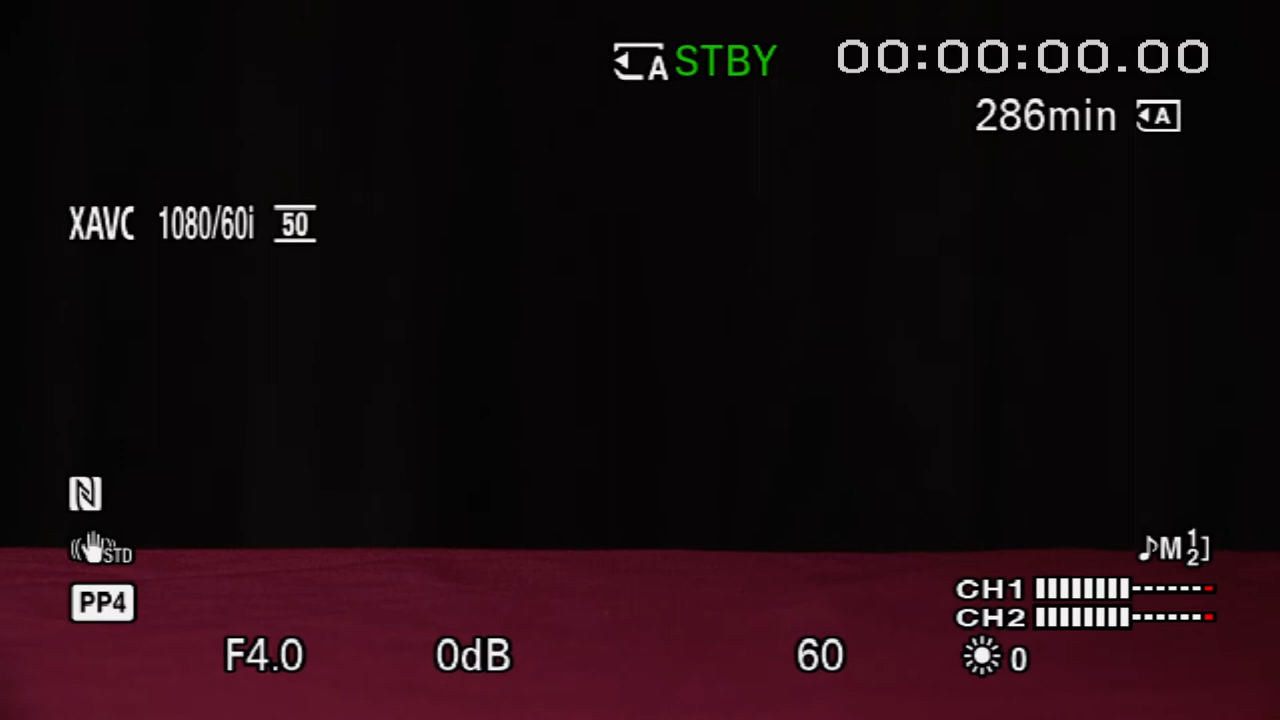 A STBY 00:00:00.00
286min A
XAVC 1080/60i 50
N
STD
♪M 1/2]
PP4
CH1
CH2
F4.0 0dB 60 0